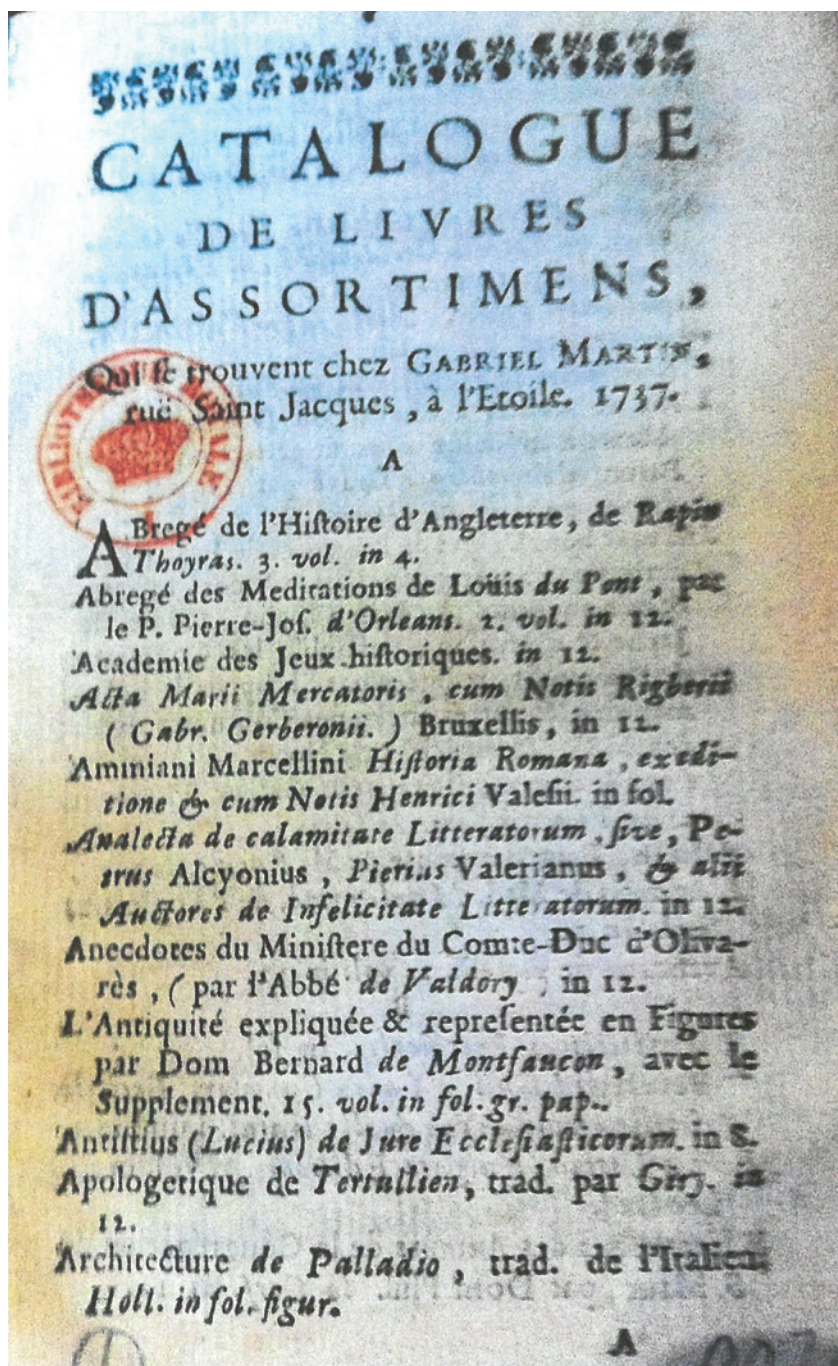 CATALOGUE
DE LIVRES
D'ASSORTIMENS,
Qui se trouvent chez GABRIEL MARTIN,
ruë Saint Jacques, à l'Etoile. 1737.
A
ABregé de l'Histoire d'Angleterre, de Rapin
Thoyras. 3. vol. in 4.
Abregé des Meditations de Loüis du Pont, par
le P. Pierre-Jos. d'Orleans. 2. vol. in 12.
Academie des Jeux historiques. in 12.
Acta Marii Mercatoris, cum Notis Righerii
(Gabr. Gerberonii.) Bruxellis, in 12.
Ammiani Marcellini Historia Romana, ex edi-
tione & cum Notis Henrici Valesii. in fol.
Analecta de calamitate Litteratorum, sive, Pe-
trus Alcyonius, Pierius Valerianus, & alii
Auctores de Infelicitate Litteratorum. in 12.
Anecdotes du Ministere du Comte-Duc d'Oliva-
rès, (par l'Abbé de Valdory) in 12.
L'Antiquité expliquée & representée en Figures
par Dom Bernard de Montfaucon, avec le
Supplement. 15. vol. in fol. gr. pap.
Antistius (Lucius) de Jure Ecclesiasticorum. in 8.
Apologetique de Tertullien, trad. par Giry. in
12.
Architecture de Palladio, trad. de l'Italien.
Holl. in fol. figur.
A